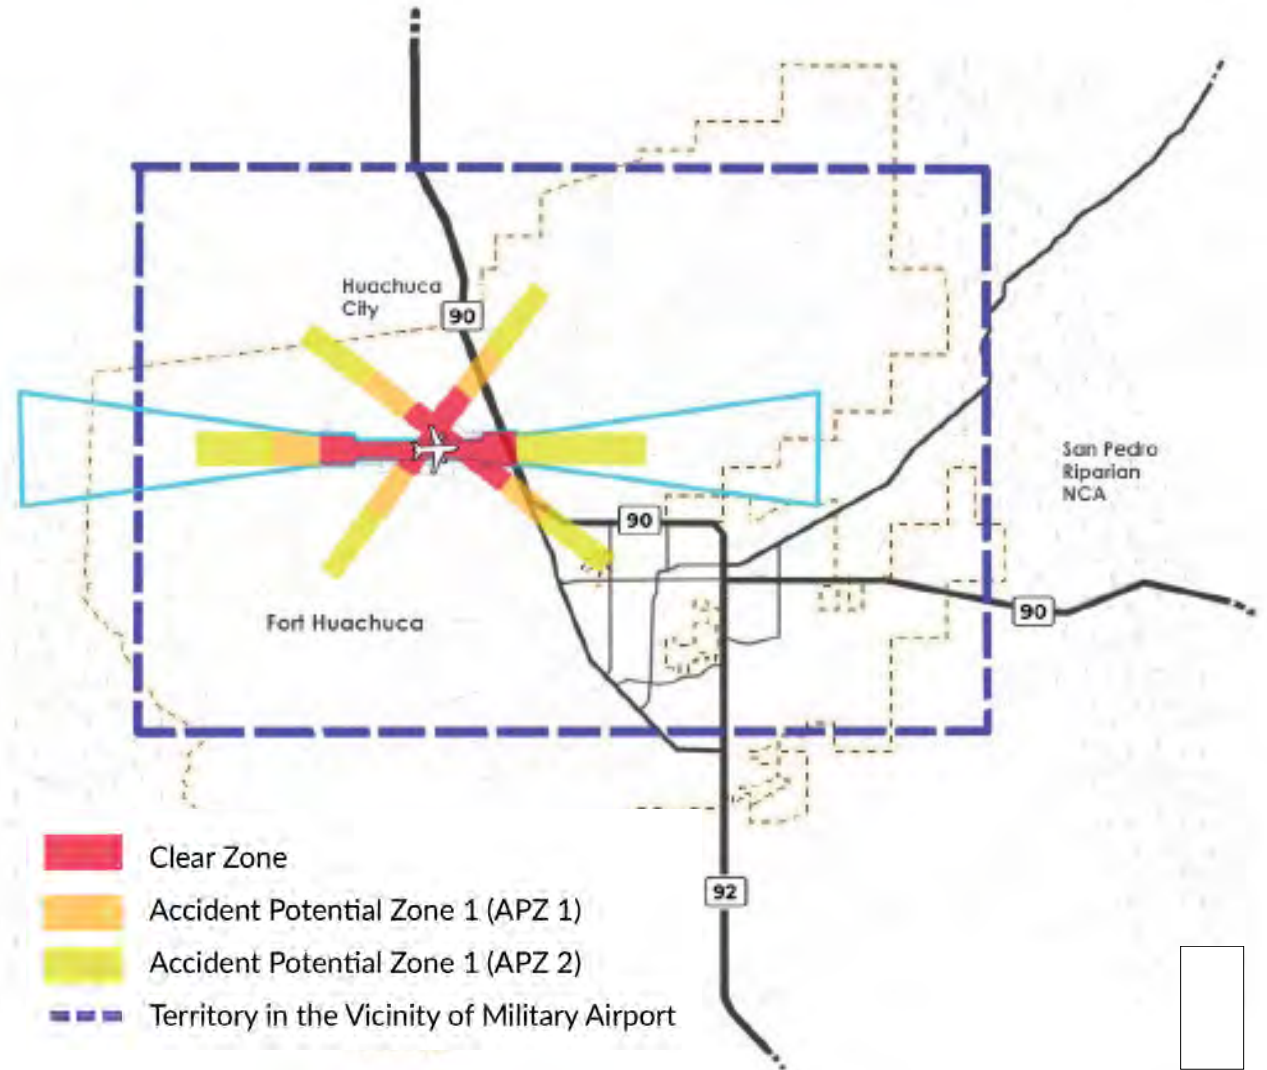 Huachuca
City
90
San Pedro
Riparian
NCA
90
90
Fort Huachuca
92
Clear Zone
Accident Potential Zone 1 (APZ 1)
Accident Potential Zone 1 (APZ 2)
Territory in the Vicinity of Military Airport